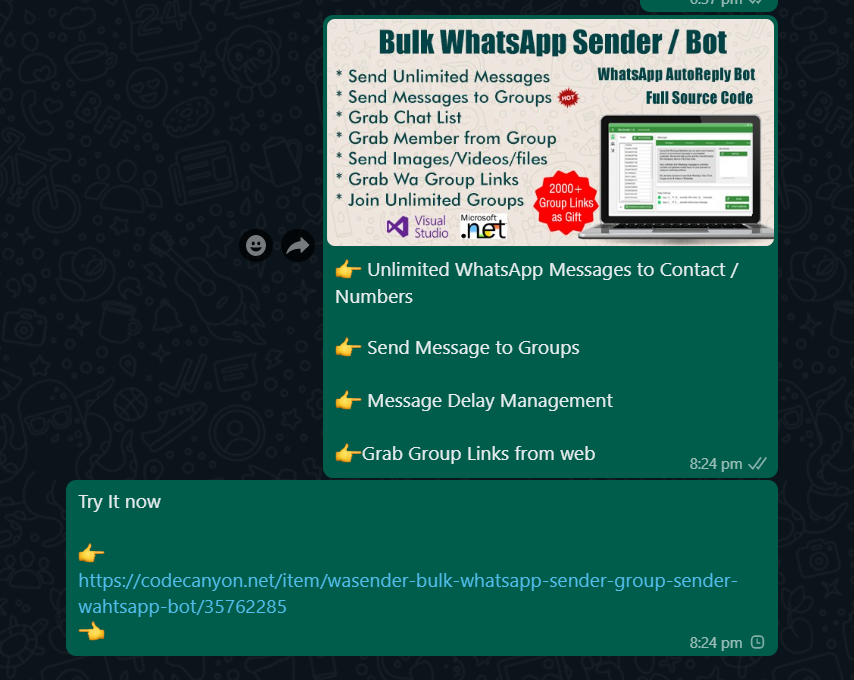 6:37 pm
Bulk WhatsApp Sender / Bot
* Send Unlimited Messages
* Send Messages to Groups HOT
* Grab Chat List
* Grab Member from Group
* Send Images/Videos/files
* Grab Wa Group Links
* Join Unlimited Groups
WhatsApp AutoReply Bot
Full Source Code
2000+
Group Links
as Gift
Visual
Studio
Microsoft
.net
👉 Unlimited WhatsApp Messages to Contact /
Numbers
👉 Send Message to Groups
👉 Message Delay Management
👉Grab Group Links from web
8:24 pm
Try It now
👉
https://codecanyon.net/item/wasender-bulk-whatsapp-sender-group-sender-
wahtsapp-bot/35762285
👈
8:24 pm